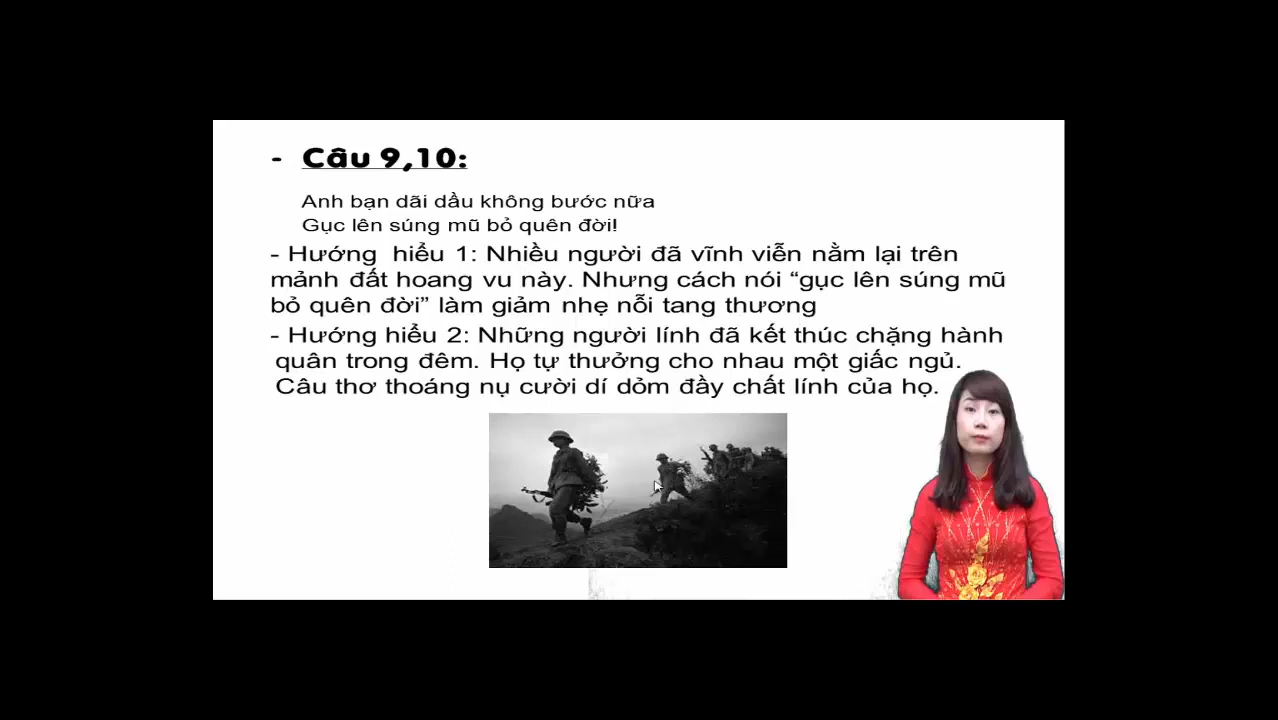 - Câu 9,10:
Anh bạn dãi dầu không bước nữa
Gục lên súng mũ bỏ quên đời!
- Hướng hiểu 1: Nhiều người đã vĩnh viễn nằm lại trên
mảnh đất hoang vu này. Nhưng cách nói “gục lên súng mũ
bỏ quên đời” làm giảm nhẹ nỗi tang thương
- Hướng hiểu 2: Những người lính đã kết thúc chặng hành
quân trong đêm. Họ tự thưởng cho nhau một giấc ngủ.
Câu thơ thoáng nụ cười dí dỏm đầy chất lính của họ.